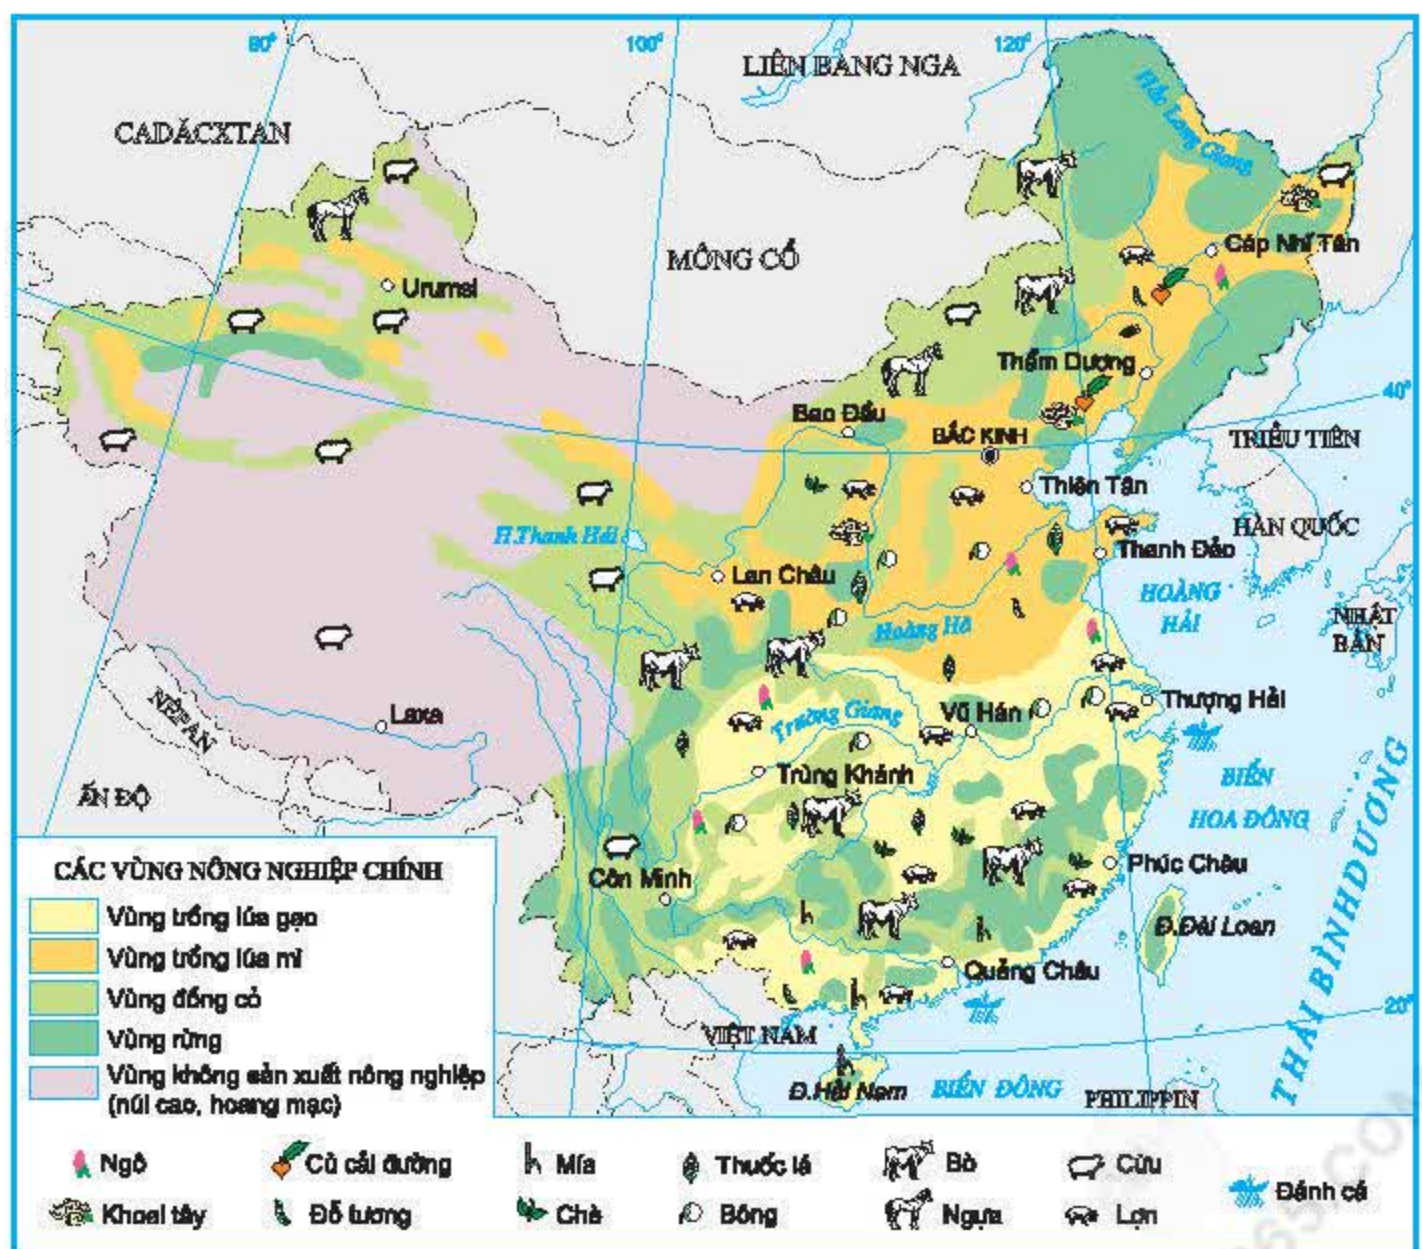 80°
100°
120°
LIÊN BANG NGA
CADĂCXTAN
Hắc Long Giang
MÔNG CỔ
Cáp Nhĩ Tân
Urumsi
Thẩm Dương
40°
Bao Đầu
BẮC KINH
TRIỀU TIÊN
Thiên Tân
H.Thanh Hải
HÀN QUỐC
Thanh Đảo
Lan Châu
HOÀNG
HẢI
NHẬT
BẢN
Hoàng Hà
NÊPAN
Laxa
Trường Giang
Vũ Hán
Thượng Hải
Trùng Khánh
BIỂN
HOA ĐÔNG
ẤN ĐỘ
Phúc Châu
Côn Minh
THÁI BÌNH DƯƠNG
Đ.Đài Loan
Quảng Châu
20°
VIỆT NAM
Đ.Hải Nam
BIỂN ĐÔNG
PHILIPPIN
CÁC VÙNG NÔNG NGHIỆP CHÍNH
Vùng trồng lúa gạo
Vùng trồng lúa mì
Vùng đồng cỏ
Vùng rừng
Vùng không sản xuất nông nghiệp
(núi cao, hoang mạc)
Ngô
Củ cải đường
Mía
Thuốc lá
Bò
Cừu
Đánh cá
Khoai tây
Đỗ tương
Chè
Bông
Ngựa
Lợn